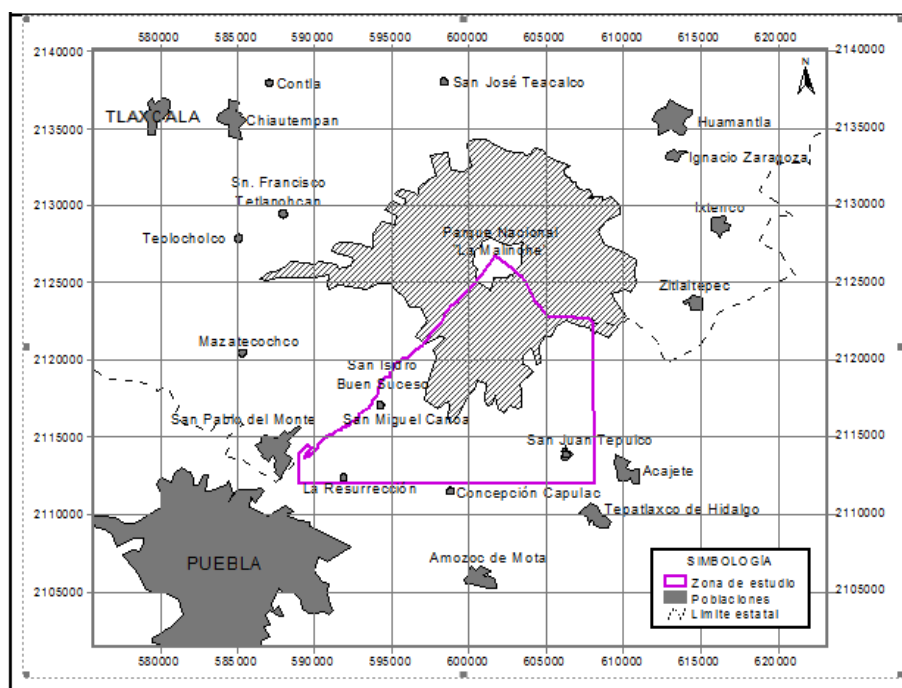 580000 585000 590000 595000 600000 605000 610000 615000 620000
2140000 2140000
Contla
San José Teacalco
TLAXCALA
Chiautempan
Huamantla
2135000 2135000
Ignacio Zaragoza
Sn. Francisco
Tetlanohcan
Ixtenco
2130000 2130000
Parque Nacional
"La Malinche"
Teolocholco
2125000 2125000
Zitlaltepec
Mazatecochco
2120000 2120000
San Isidro
Buen Suceso
San Pablo del Monte
San Miguel Canoa
2115000 2115000
San Juan Tepulco
Acajete
La Resurrección
Concepción Capulac
2110000 2110000
Tepatlaxco de Hidalgo
PUEBLA
Amozoc de Mota
2105000 2105000
N
SIMBOLOGÍA
Zona de estudio
Poblaciones
Límite estatal
580000 585000 590000 595000 600000 605000 610000 615000 620000